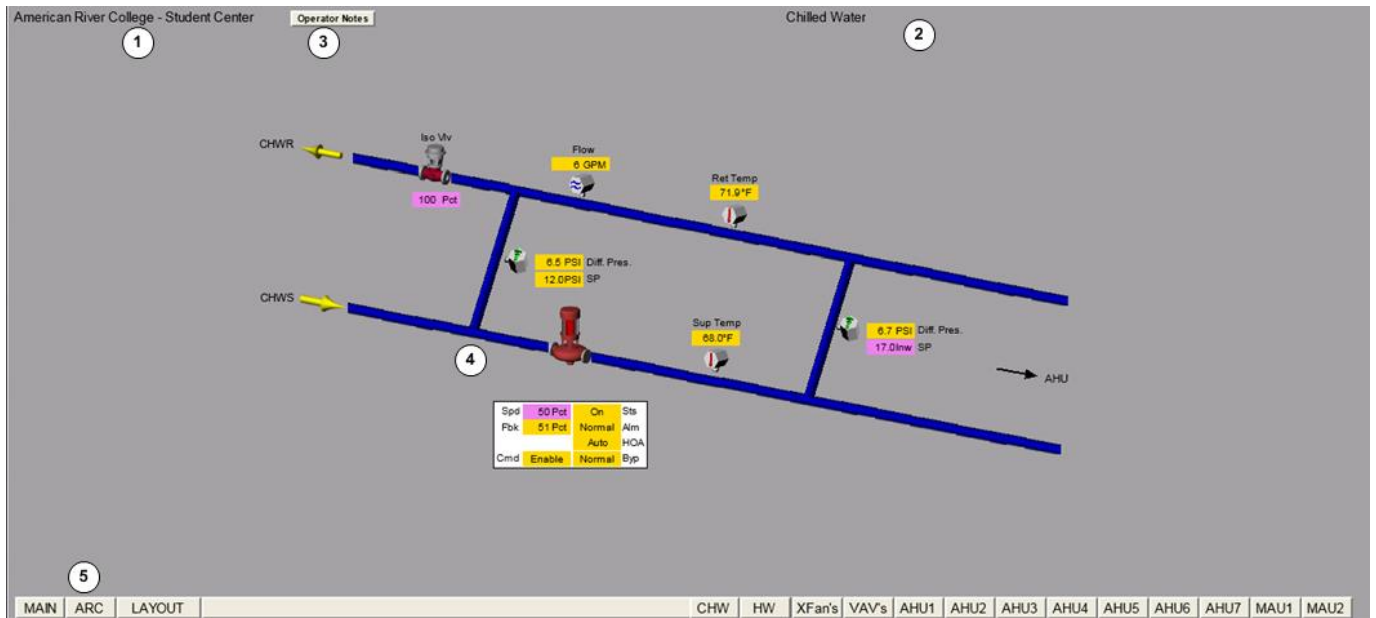 American River College - Student Center
Operator Notes
Chilled Water
1
3
2
CHWR
Iso Vlv
100 Pct
Flow
6 GPM
Ret Temp
71.9°F
6.5 PSI Diff. Pres.
12.0PSI SP
CHWS
Sup Temp
68.0°F
6.7 PSI Diff. Pres.
17.0Inw SP
AHU
4
Spd 50 Pct On Sts
Fbk 51 Pct Normal Alm
Auto HOA
Cmd Enable Normal Byp
5
MAIN ARC LAYOUT CHW HW XFan's VAV's AHU1 AHU2 AHU3 AHU4 AHU5 AHU6 AHU7 MAU1 MAU2